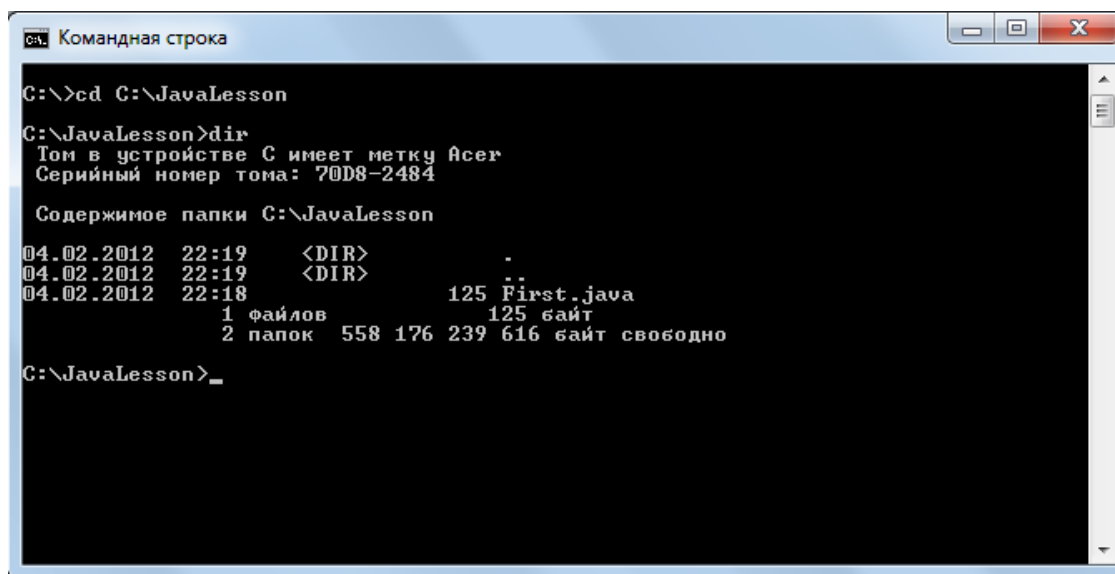 Командная строка
C:\>cd C:\JavaLesson
C:\JavaLesson>dir
Том в устройстве C имеет метку Acer
Серийный номер тома: 70D8-2484
Содержимое папки C:\JavaLesson
04.02.2012 22:19 <DIR> .
04.02.2012 22:19 <DIR> ..
04.02.2012 22:18 125 First.java
1 файлов 125 байт
2 папок 558 176 239 616 байт свободно
C:\JavaLesson>_